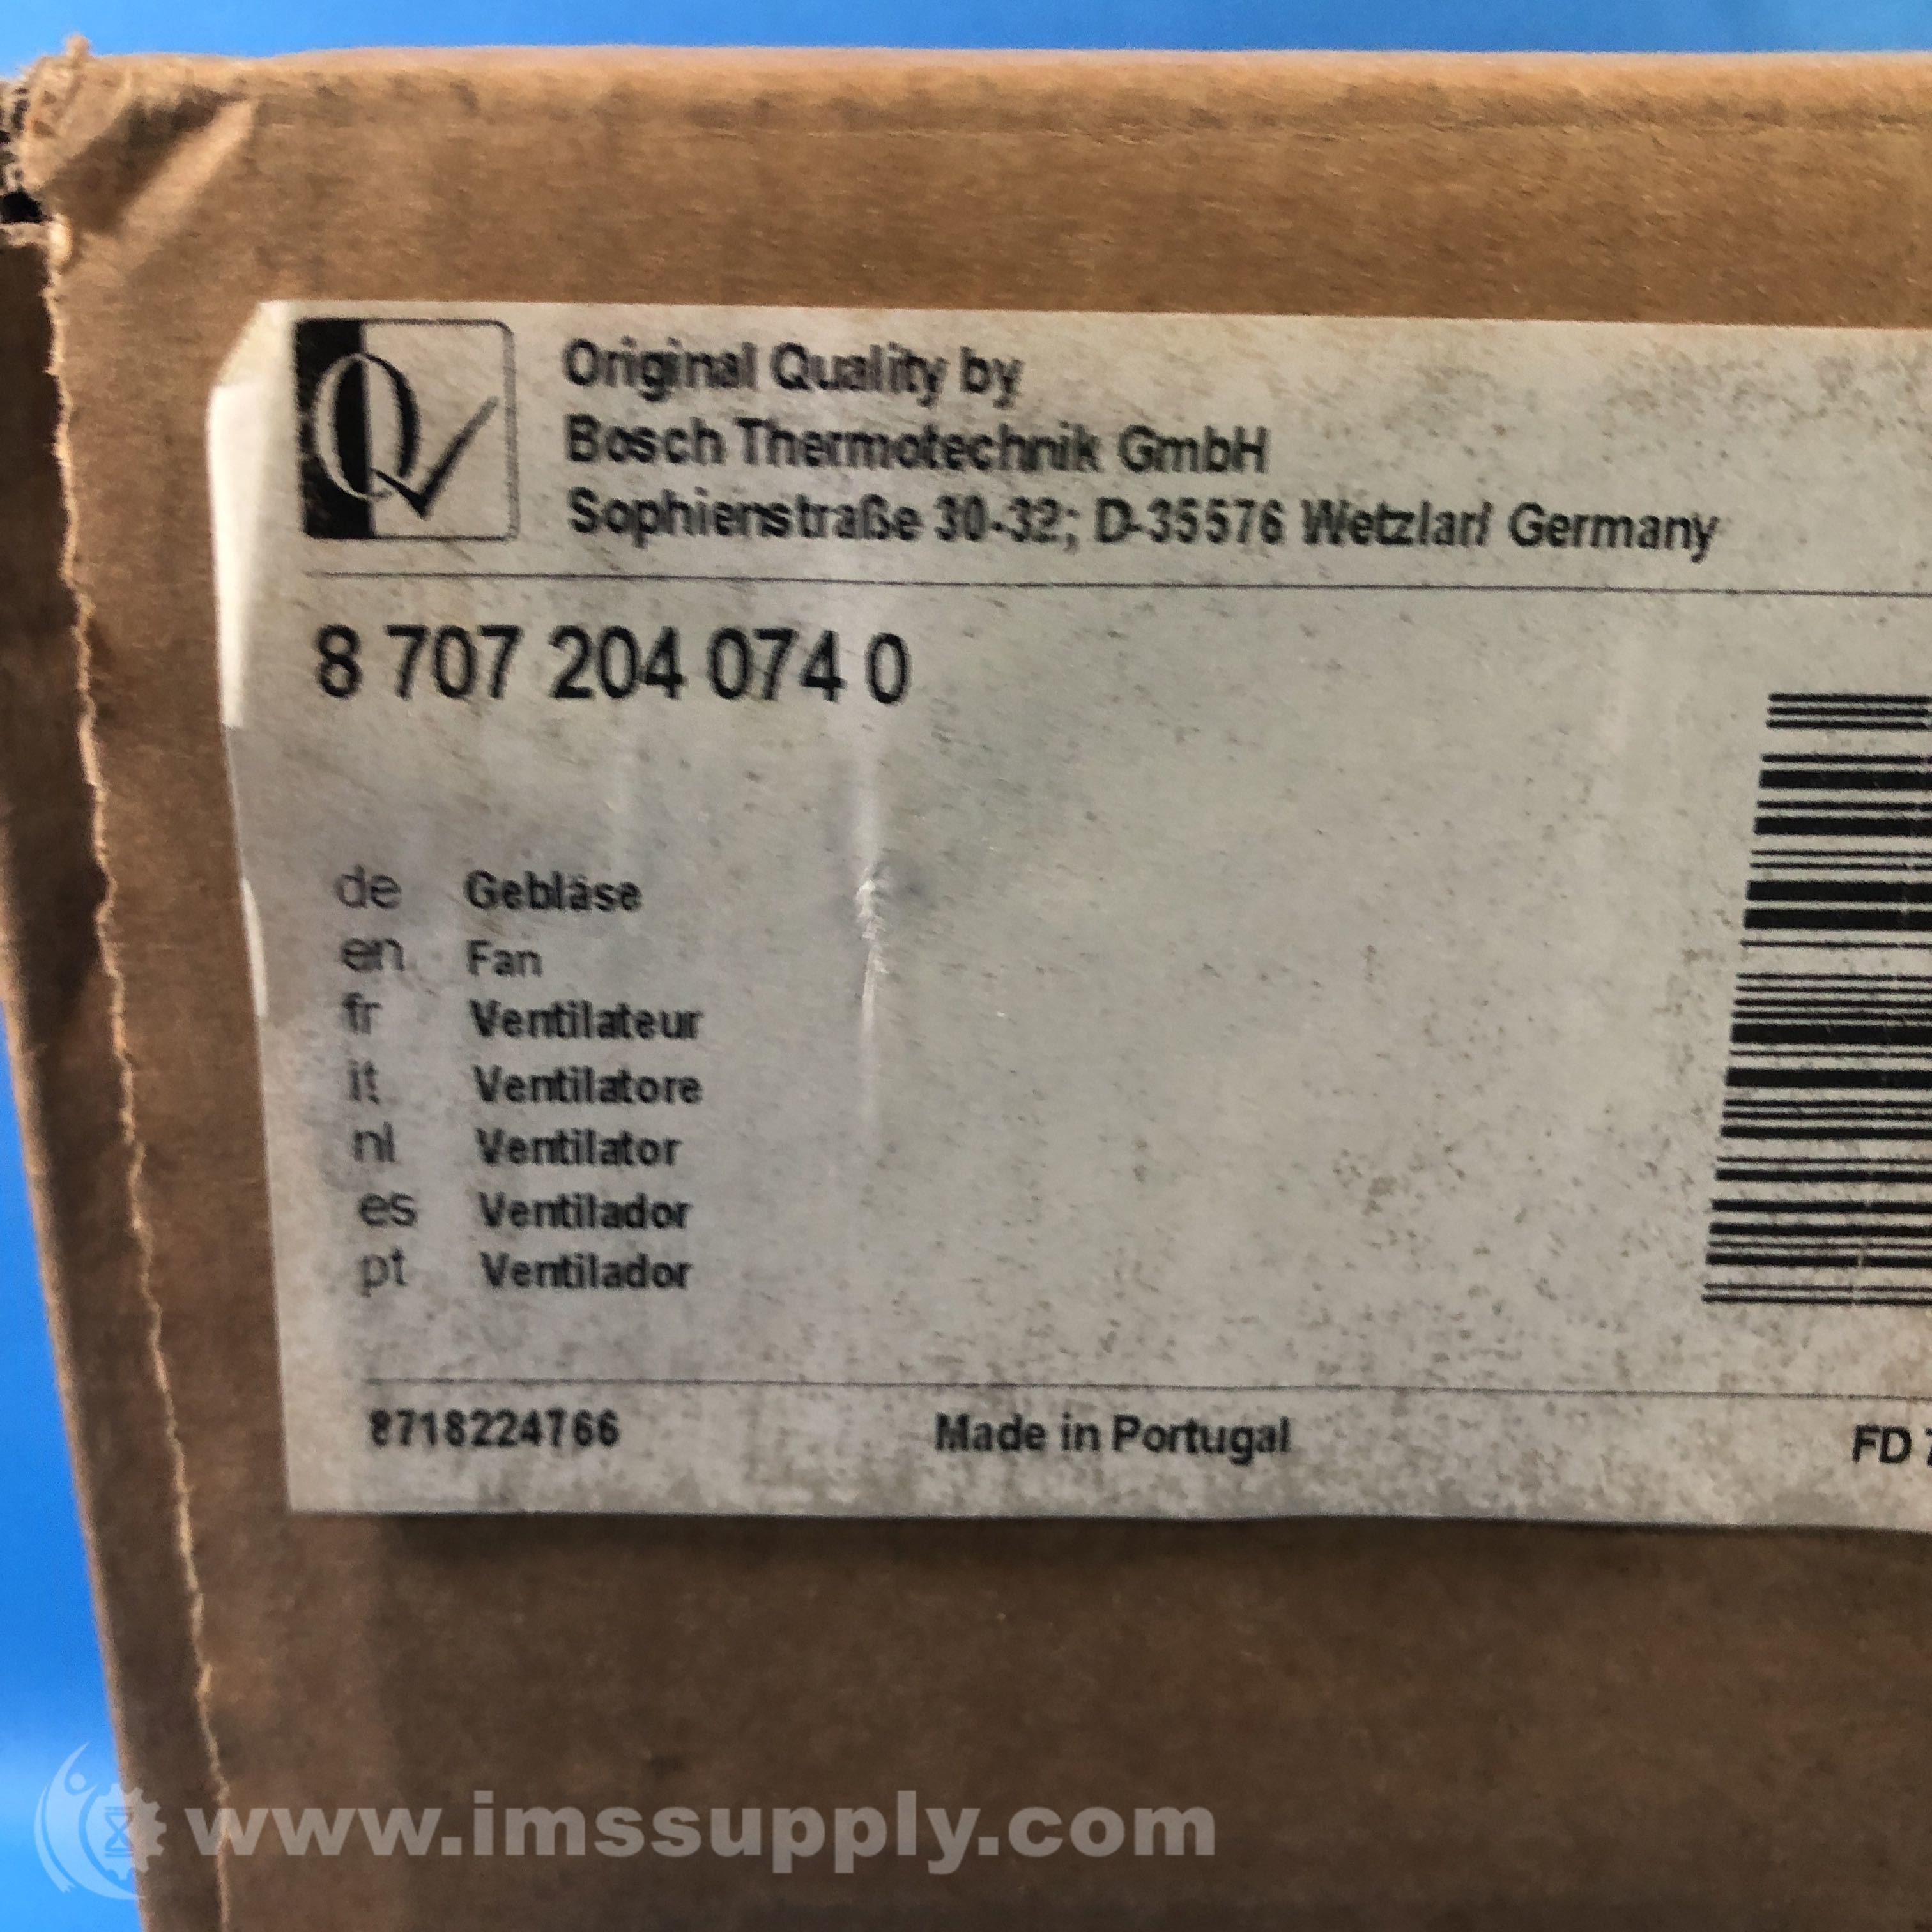 Original Quality by
Bosch Thermotechnik GmbH
Sophienstraße 30-32; D-35576 Wetzlar/ Germany
8 707 204 074 0
de Gebläse
en Fan
fr Ventilateur
it Ventilatore
nl Ventilator
es Ventilador
pt Ventilador
8718224766 Made in Portugal FD
www.imssupply.com